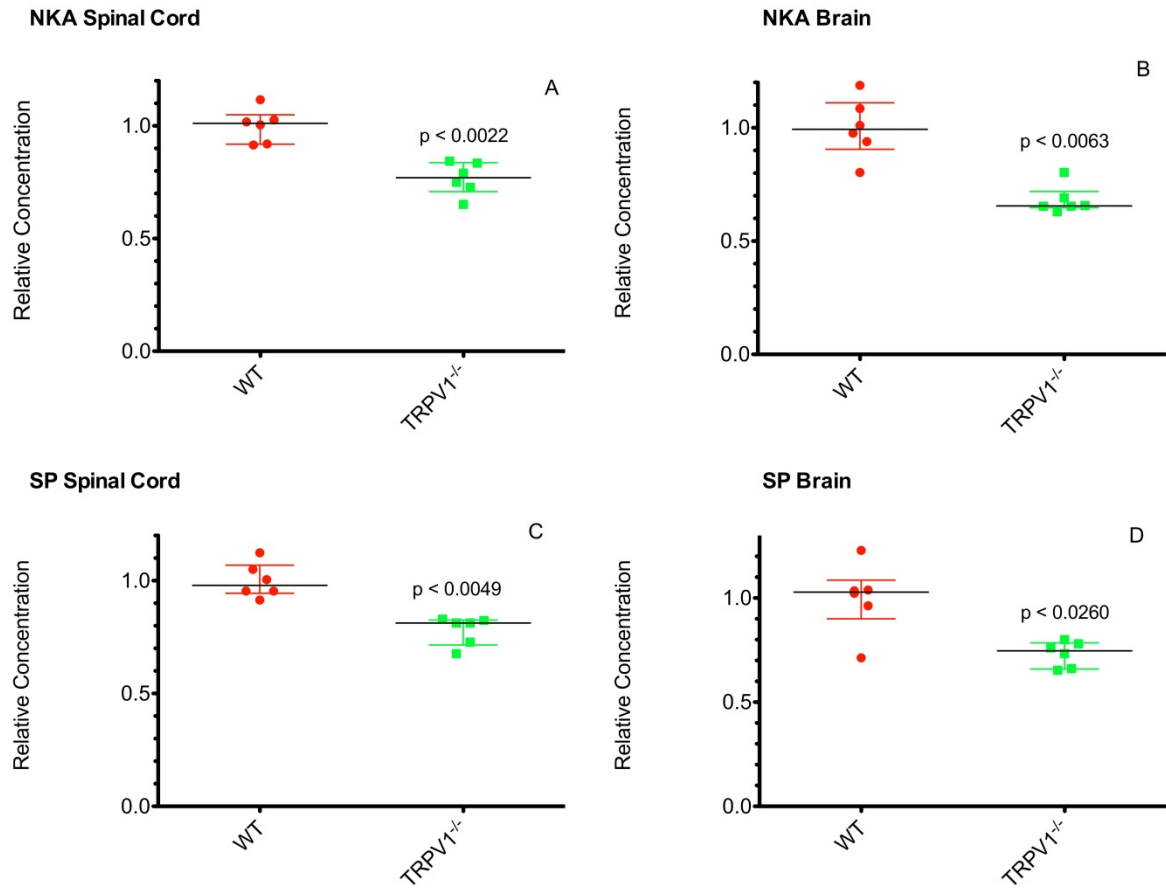 NKA Spinal Cord
A
Relative Concentration
1.0
0.5
0.0
p < 0.0022
WT
TRPV1-/-
NKA Brain
B
Relative Concentration
1.0
0.5
0.0
p < 0.0063
WT
TRPV1-/-
SP Spinal Cord
C
Relative Concentration
1.0
0.5
0.0
p < 0.0049
WT
TRPV1-/-
SP Brain
D
Relative Concentration
1.0
0.5
0.0
p < 0.0260
WT
TRPV1-/-